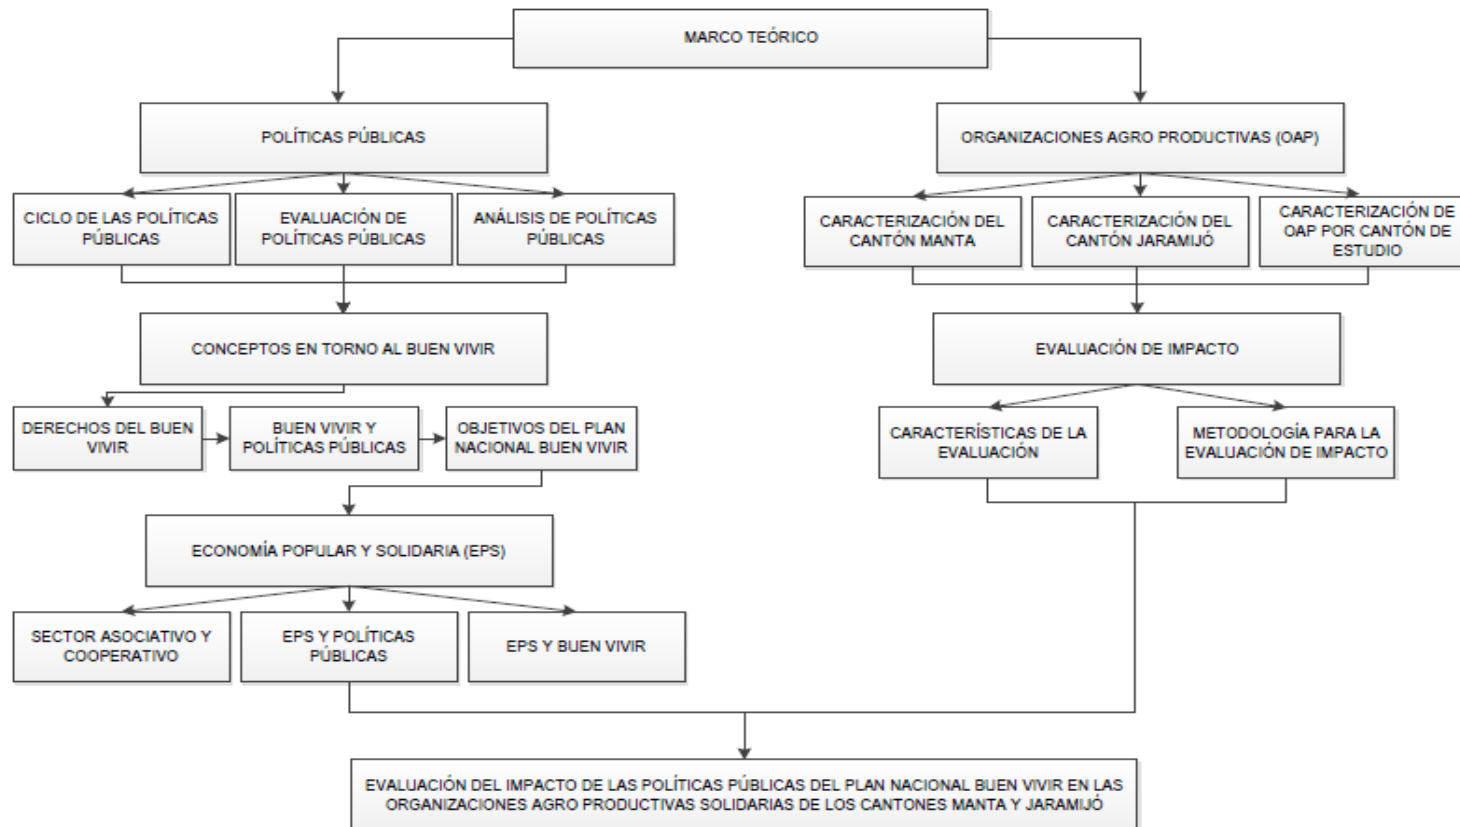 MARCO TEÓRICO
POLÍTICAS PÚBLICAS
ORGANIZACIONES AGRO PRODUCTIVAS (OAP)
CICLO DE LAS POLÍTICAS
PÚBLICAS
EVALUACIÓN DE
POLÍTICAS PÚBLICAS
ANÁLISIS DE POLÍTICAS
PÚBLICAS
CARACTERIZACIÓN DEL
CANTÓN MANTA
CARACTERIZACIÓN DEL
CANTÓN JARAMIJÓ
CARACTERIZACIÓN DE
OAP POR CANTÓN DE
ESTUDIO
CONCEPTOS EN TORNO AL BUEN VIVIR
EVALUACIÓN DE IMPACTO
DERECHOS DEL BUEN
VIVIR
BUEN VIVIR Y
POLÍTICAS PÚBLICAS
OBJETIVOS DEL PLAN
NACIONAL BUEN VIVIR
CARACTERÍSTICAS DE LA
EVALUACIÓN
METODOLOGÍA PARA LA
EVALUACIÓN DE IMPACTO
ECONOMÍA POPULAR Y SOLIDARIA (EPS)
SECTOR ASOCIATIVO Y
COOPERATIVO
EPS Y POLÍTICAS
PÚBLICAS
EPS Y BUEN VIVIR
EVALUACIÓN DEL IMPACTO DE LAS POLÍTICAS PÚBLICAS DEL PLAN NACIONAL BUEN VIVIR EN LAS
ORGANIZACIONES AGRO PRODUCTIVAS SOLIDARIAS DE LOS CANTONES MANTA Y JARAMIJÓ